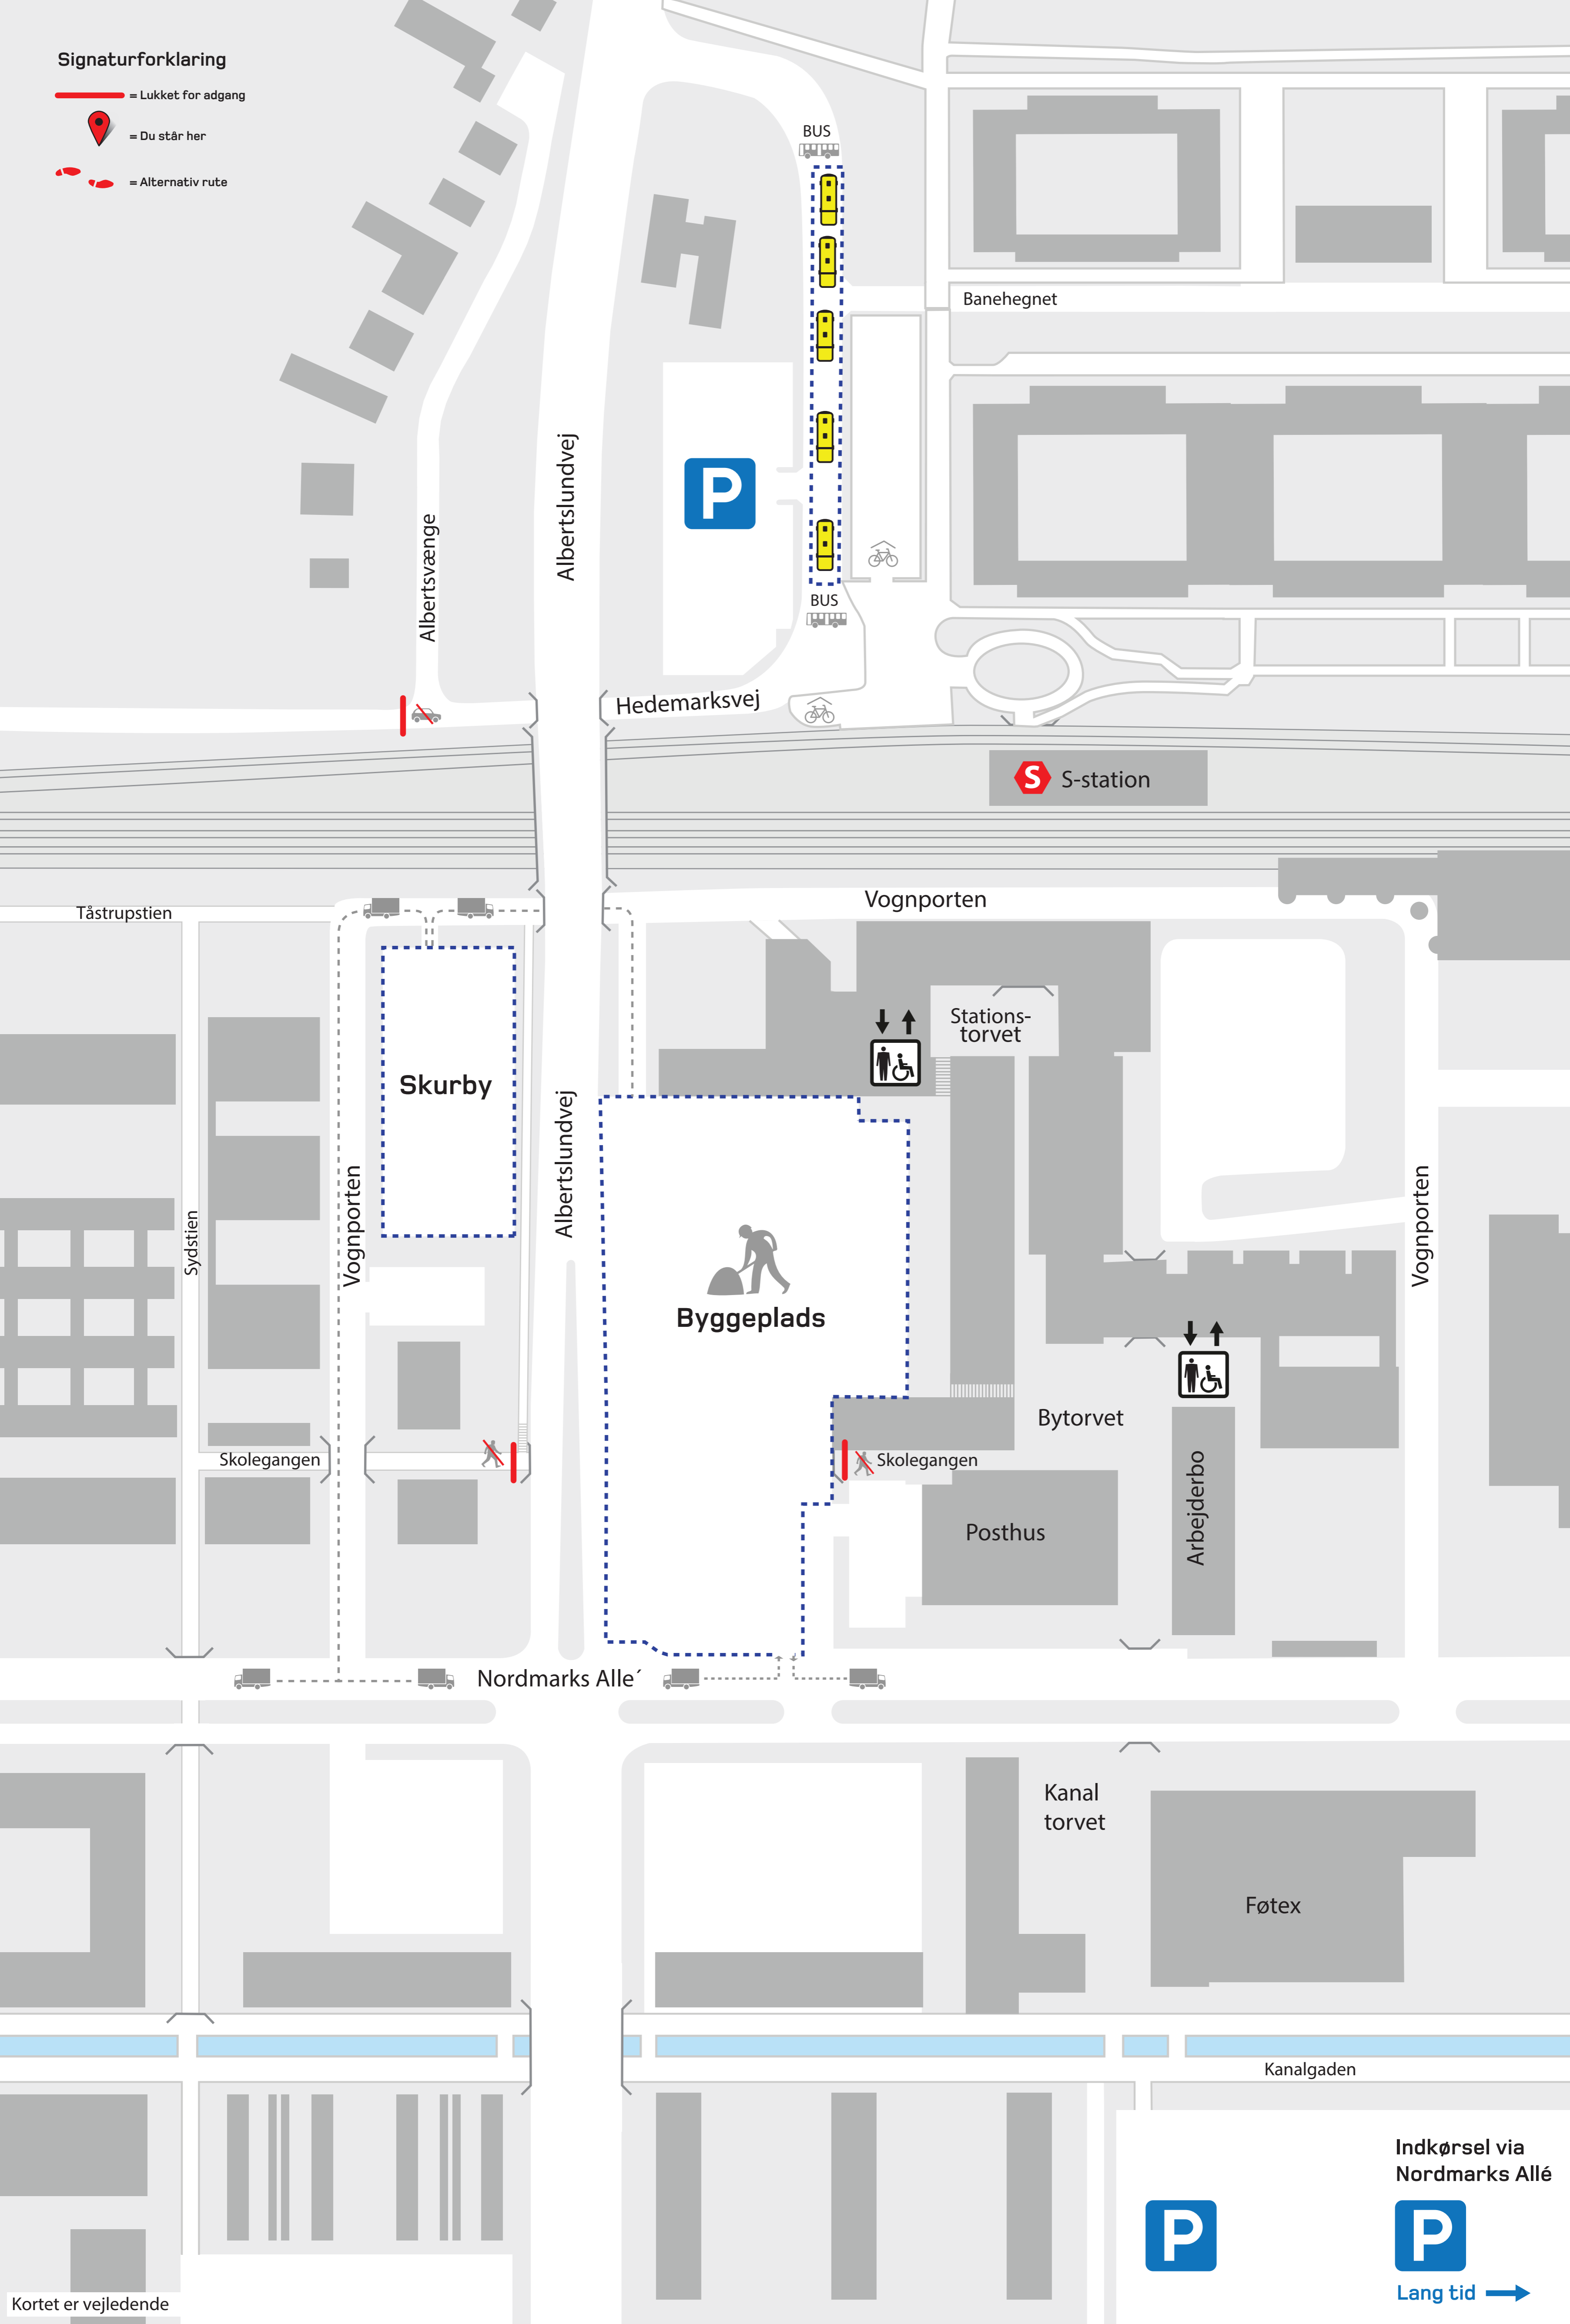 Signaturforklaring
= Lukket for adgang
= Du står her
= Alternativ rute
BUS
Banehegnet
Albertslundvej
P
Albertsvænge
BUS
Hedemarksvej
S S-station
Vognporten
Tåstrupstien
Stations-
torvet
Skurby
Albertslundvej
Vognporten
Sydstien
Vognporten
Byggeplads
Bytorvet
Skolegangen
Skolegangen
Posthus
Arbejderbo
Nordmarks Alle´
Kanal
torvet
Føtex
Kanalgaden
Indkørsel via
Nordmarks Allé
P
P
Lang tid
Kortet er vejledende